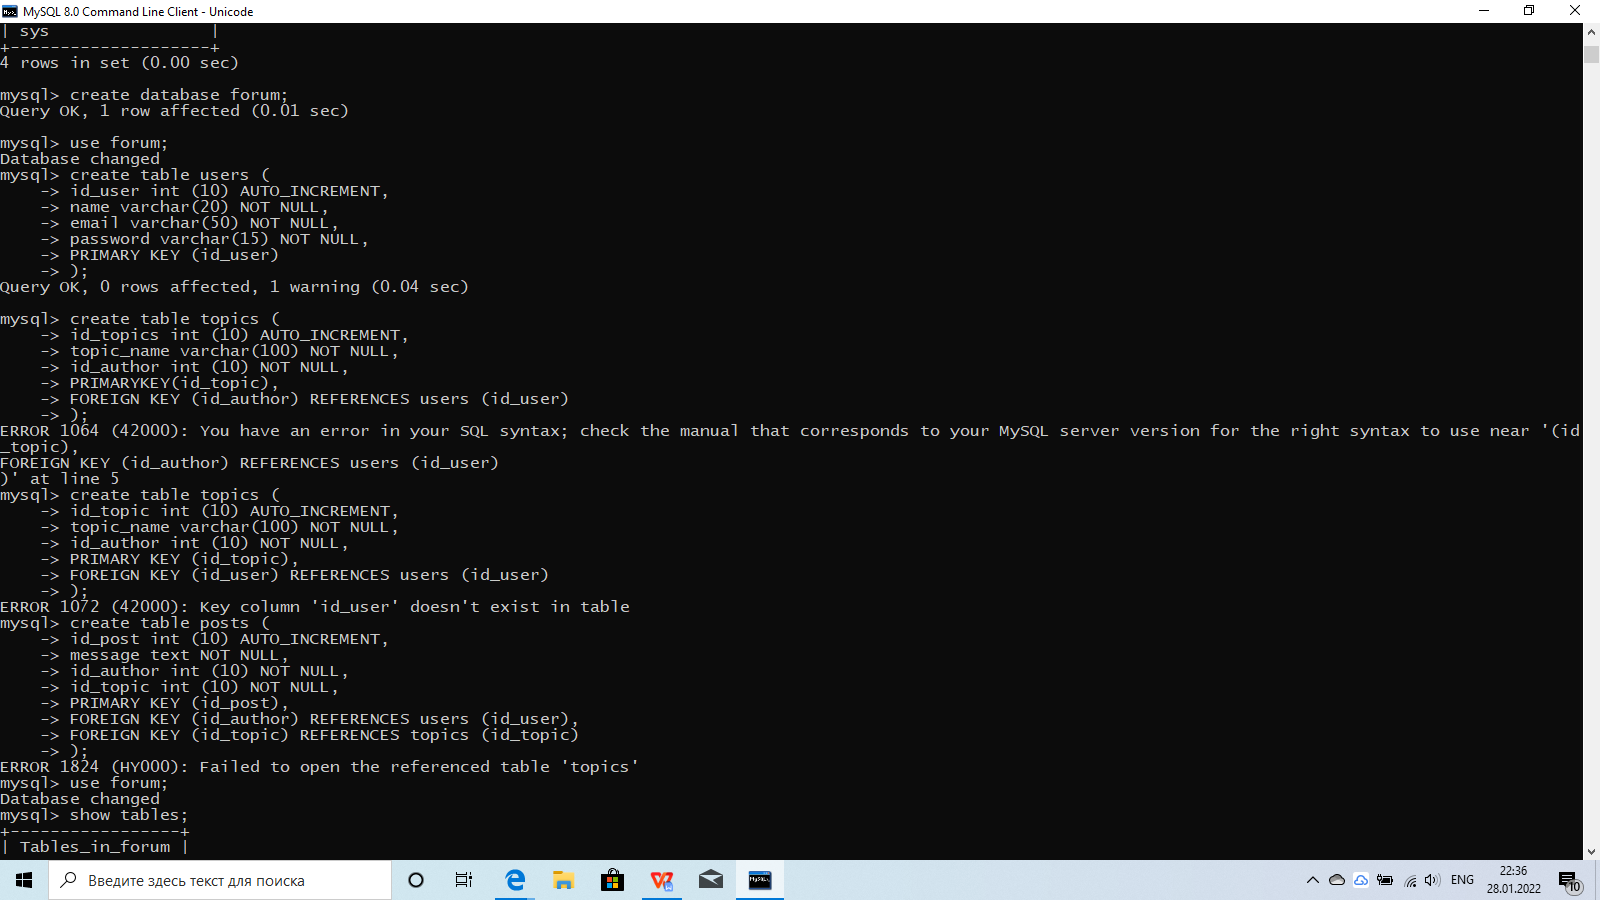 MySQL 8.0 Command Line Client - Unicode
| sys                |
+--------------------+
4 rows in set (0.00 sec)
mysql> create database forum;
Query OK, 1 row affected (0.01 sec)
mysql> use forum;
Database changed
mysql> create table users (
    -> id_user int (10) AUTO_INCREMENT,
    -> name varchar(20) NOT NULL,
    -> email varchar(50) NOT NULL,
    -> password varchar(15) NOT NULL,
    -> PRIMARY KEY (id_user)
    -> );
Query OK, 0 rows affected, 1 warning (0.04 sec)
mysql> create table topics (
    -> id_topics int (10) AUTO_INCREMENT,
    -> topic_name varchar(100) NOT NULL,
    -> id_author int (10) NOT NULL,
    -> PRIMARYKEY(id_topic),
    -> FOREIGN KEY (id_author) REFERENCES users (id_user)
    -> );
ERROR 1064 (42000): You have an error in your SQL syntax; check the manual that corresponds to your MySQL server version for the right syntax to use near '(id
_topic),
FOREIGN KEY (id_author) REFERENCES users (id_user)
)' at line 5
mysql> create table topics (
    -> id_topic int (10) AUTO_INCREMENT,
    -> topic_name varchar(100) NOT NULL,
    -> id_author int (10) NOT NULL,
    -> PRIMARY KEY (id_topic),
    -> FOREIGN KEY (id_user) REFERENCES users (id_user)
    -> );
ERROR 1072 (42000): Key column 'id_user' doesn't exist in table
mysql> create table posts (
    -> id_post int (10) AUTO_INCREMENT,
    -> message text NOT NULL,
    -> id_author int (10) NOT NULL,
    -> id_topic int (10) NOT NULL,
    -> PRIMARY KEY (id_post),
    -> FOREIGN KEY (id_author) REFERENCES users (id_user),
    -> FOREIGN KEY (id_topic) REFERENCES topics (id_topic)
    -> );
ERROR 1824 (HY000): Failed to open the referenced table 'topics'
mysql> use forum;
Database changed
mysql> show tables;
+-----------------+
| Tables_in_forum |
Введите здесь текст для поиска
ENG
22:36
28.01.2022
10